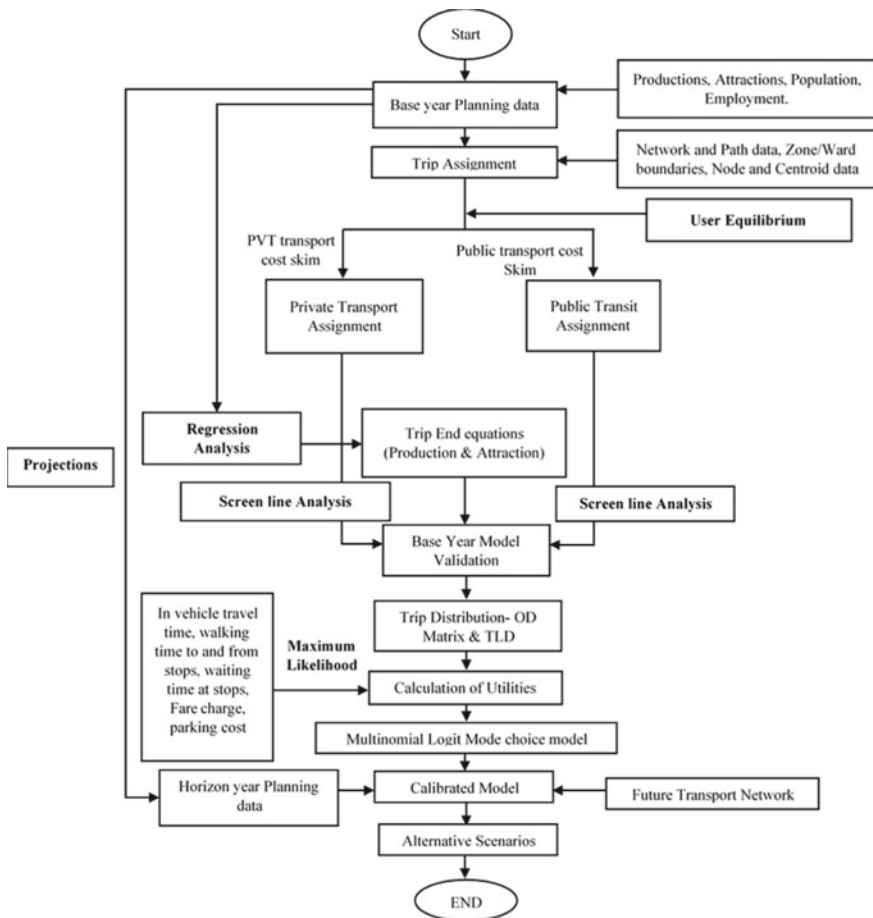 Start
Base year Planning data
Productions, Attractions, Population,
Employment.
Trip Assignment
Network and Path data, Zone/Ward
boundaries, Node and Centroid data
User Equilibrium
PVT transport
cost skim
Public transport cost
Skim
Private Transport
Assignment
Public Transit
Assignment
Regression
Analysis
Trip End equations
(Production & Attraction)
Projections
Screen line Analysis
Screen line Analysis
Base Year Model
Validation
Trip Distribution- OD
Matrix & TLD
In vehicle travel
time, walking
time to and from
stops, waiting
time at stops,
Fare charge,
parking cost
Maximum
Likelihood
Calculation of Utilities
Multinomial Logit Mode choice model
Horizon year Planning
data
Calibrated Model
Future Transport Network
Alternative Scenarios
END